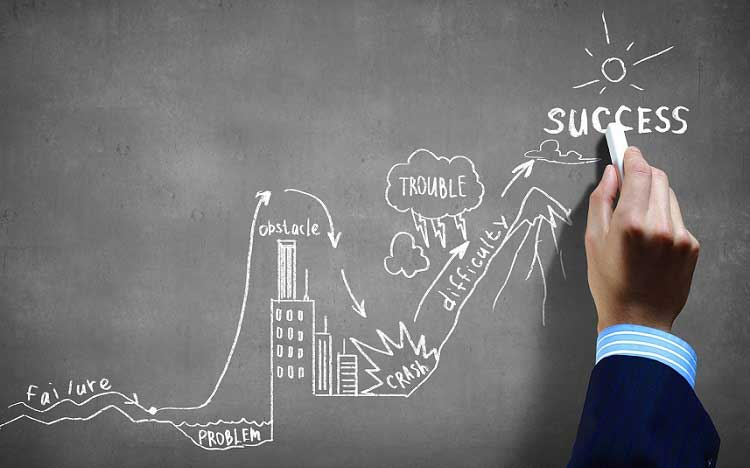 failure
PROBLEM
obstacle
CRASH
difficulty
TROUBLE
SUCCESS